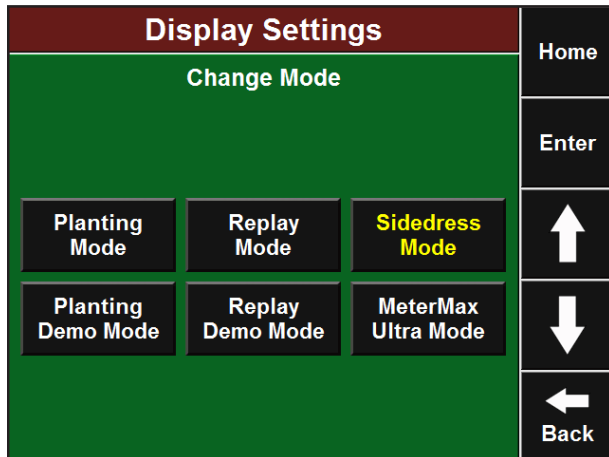 Display Settings
Home
Change Mode
Enter
Planting
Mode
Replay
Mode
Sidedress
Mode
Planting
Demo Mode
Replay
Demo Mode
MeterMax
Ultra Mode
Back